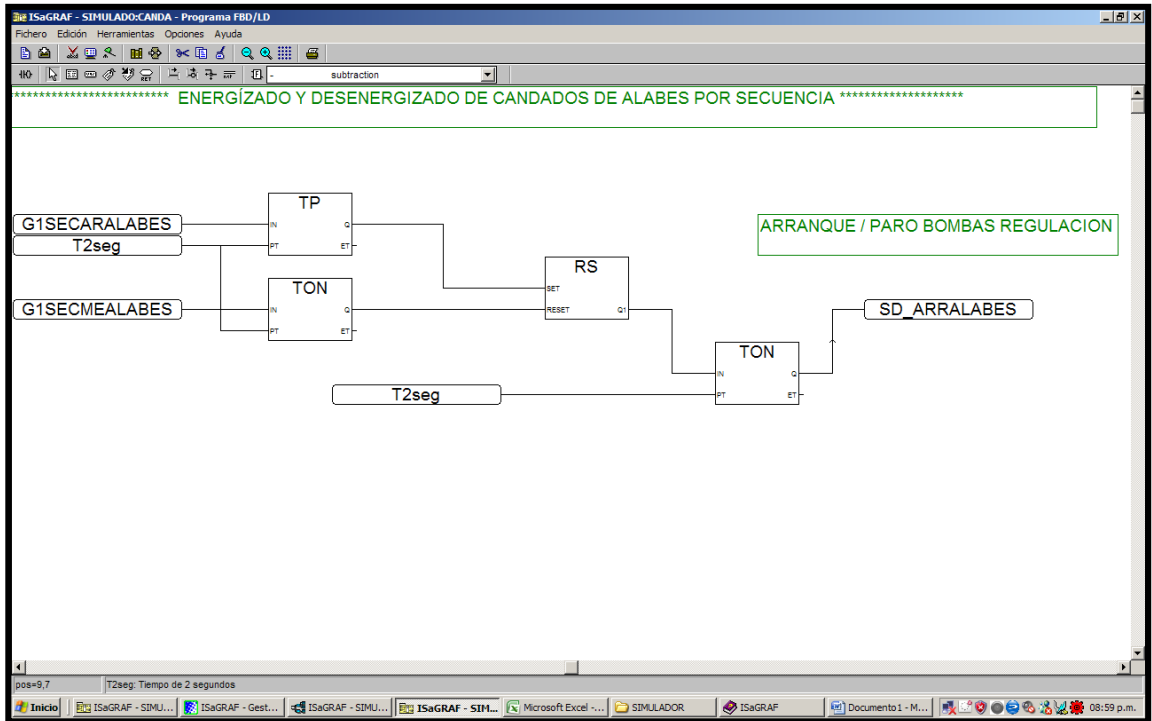 ISaGRAF - SIMULADO:CANDA - Programa FBD/LD
Fichero Edición Herramientas Opciones Ayuda
RET
- subtraction
************************* ENERGÍZADO Y DESENERGIZADO DE CANDADOS DE ALABES POR SECUENCIA ********************
TP
G1SECARALABES
IN Q
T2seg
PT ET
ARRANQUE / PARO BOMBAS REGULACION
RS
SET
TON
G1SECMEALABES
IN Q
RESET Q1
SD_ARRALABES
PT ET
TON
IN Q
T2seg
PT ET
pos=9,7 T2seg: Tiempo de 2 segundos
Inicio ISaGRAF - SIMU... ISaGRAF - Gest... ISaGRAF - SIMU... ISaGRAF - SIM... Microsoft Excel -... SIMULADOR ISaGRAF Documento1 - M... 08:59 p.m.